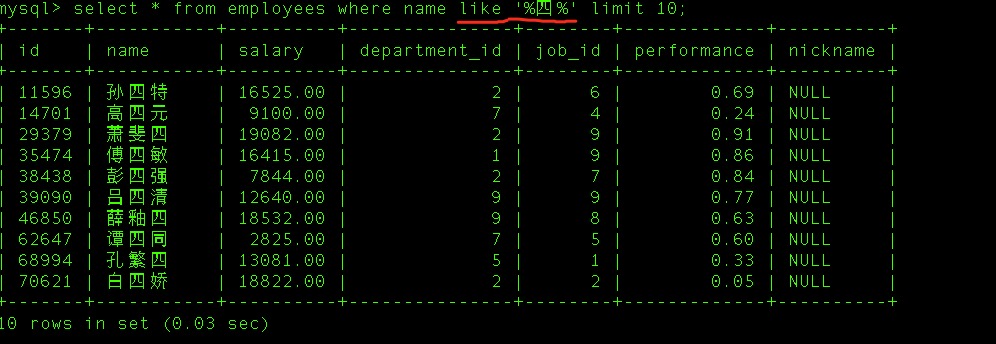 mysql> select * from employees where name like '%四%' limit 10;
+-------+--------+----------+---------------+--------+-------------+----------+
| id | name | salary | department_id | job_id | performance | nickname |
+-------+--------+----------+---------------+--------+-------------+----------+
| 11596 | 孙四特 | 16525.00 | 2 | 6 | 0.69 | NULL |
| 14701 | 高四元 | 9100.00 | 7 | 4 | 0.24 | NULL |
| 29379 | 萧斐四 | 19082.00 | 2 | 9 | 0.91 | NULL |
| 35474 | 傅四敏 | 16415.00 | 1 | 9 | 0.86 | NULL |
| 38438 | 彭四强 | 7844.00 | 2 | 7 | 0.84 | NULL |
| 39090 | 吕四清 | 12640.00 | 9 | 9 | 0.77 | NULL |
| 46850 | 薛釉四 | 18532.00 | 9 | 8 | 0.63 | NULL |
| 62647 | 谭四同 | 2825.00 | 7 | 5 | 0.60 | NULL |
| 68994 | 孔繁四 | 13081.00 | 5 | 1 | 0.33 | NULL |
| 70621 | 白四娇 | 18822.00 | 2 | 2 | 0.05 | NULL |
+-------+--------+----------+---------------+--------+-------------+----------+
10 rows in set (0.03 sec)